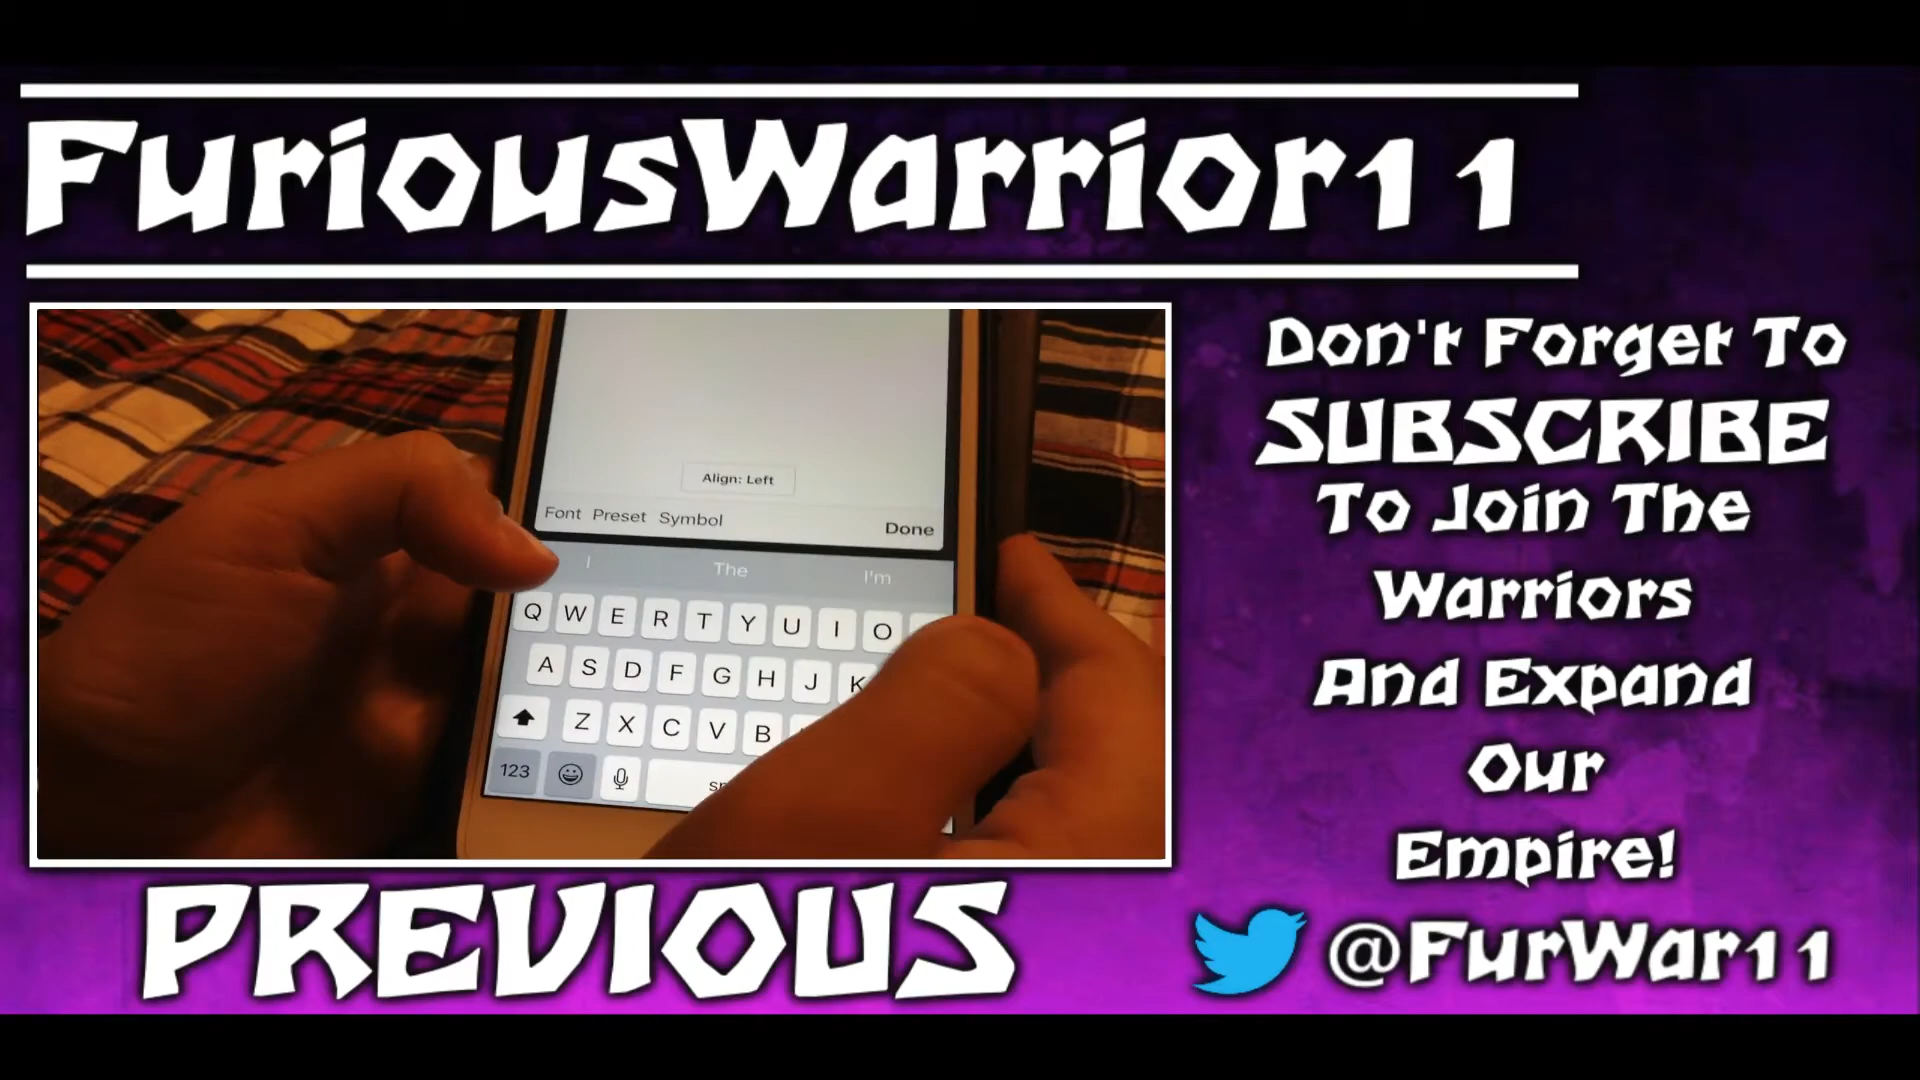 FuriousWarrior11
Don't Forget To
SUBSCRIBE
To Join The
Warriors
And Expand
Our
Empire!
@FurWar11
PREVIOUS
Align: Left
Font Preset Symbol Done
I The I'm
Q W E R T Y U I O
A S D F G H J K
Z X C V B
123